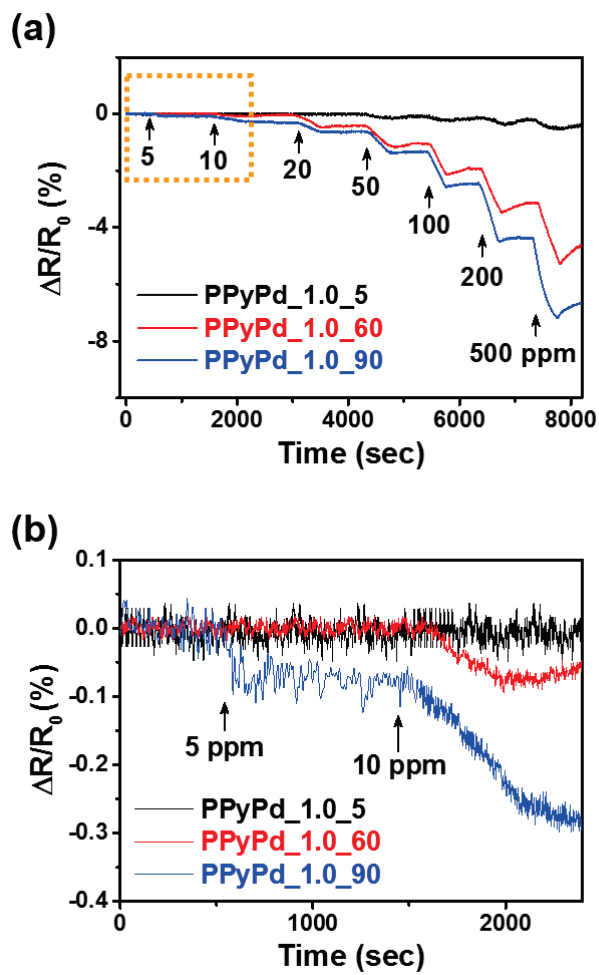 (a)
0
-4
-8
ΔR/R₀ (%)
5
10
20
50
100
200
500 ppm
PPyPd_1.0_5
PPyPd_1.0_60
PPyPd_1.0_90
0
2000
4000
6000
8000
Time (sec)
(b)
0.1
0.0
-0.1
-0.2
-0.3
-0.4
ΔR/R₀ (%)
5 ppm
10 ppm
PPyPd_1.0_5
PPyPd_1.0_60
PPyPd_1.0_90
0
1000
2000
Time (sec)